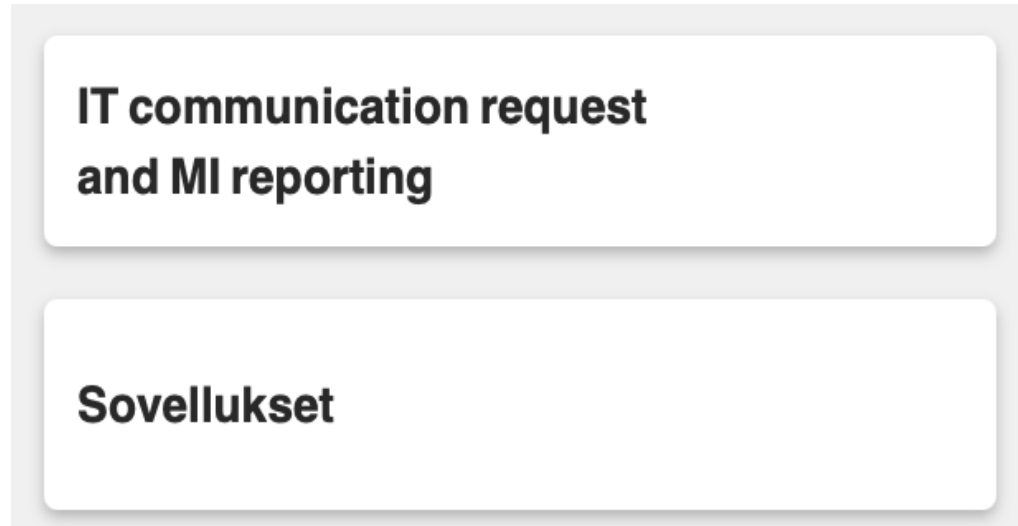 IT communication request
and MI reporting
Sovellukset